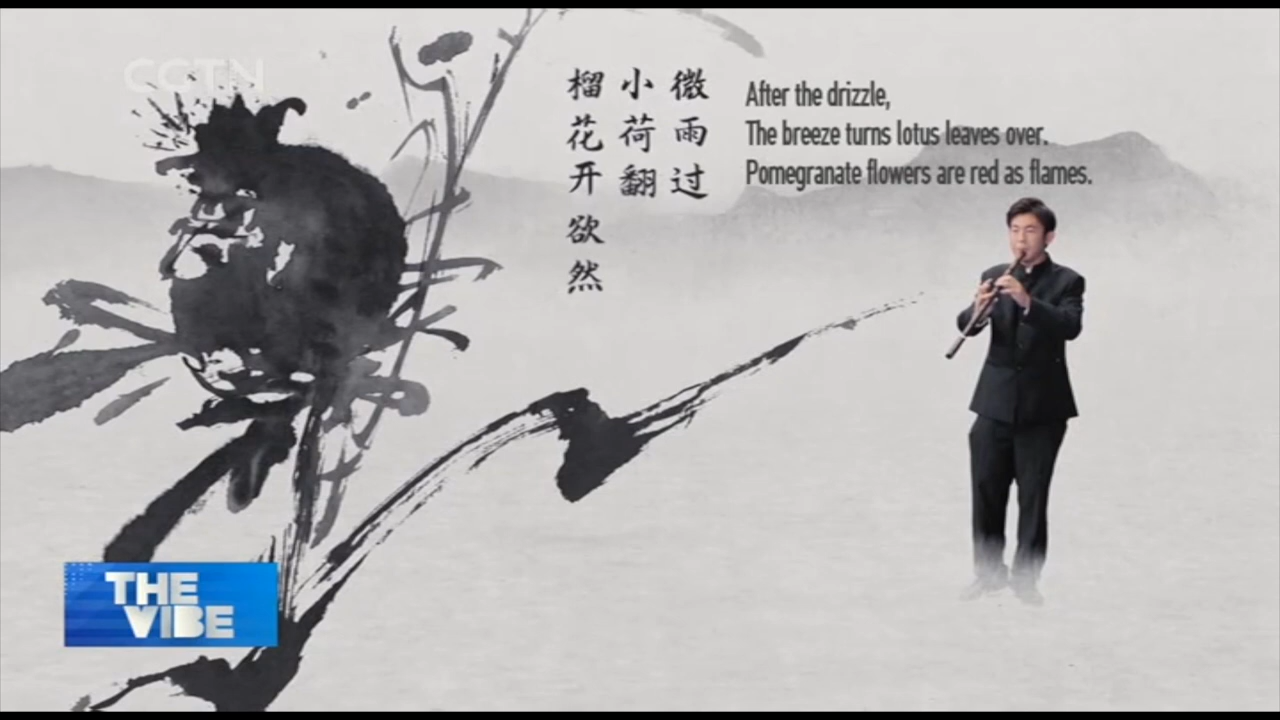 CGTN
微雨过
小荷翻
榴花开欲然
After the drizzle,
The breeze turns lotus leaves over.
Pomegranate flowers are red as flames.
THE
VIBE